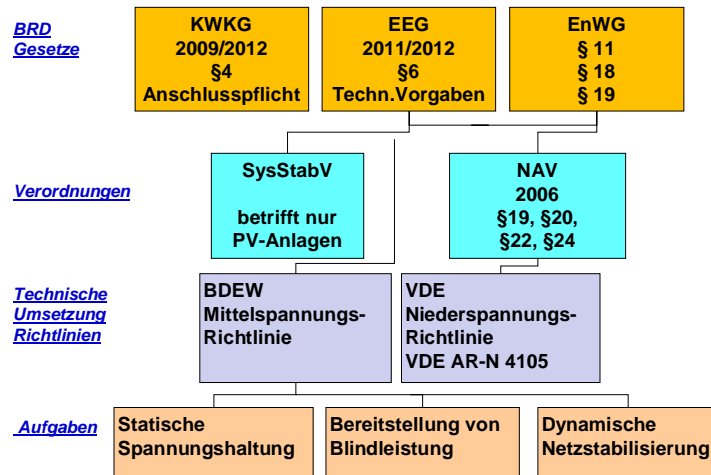 BRD
Gesetze
KWKG
2009/2012
§4
Anschlusspflicht
EEG
2011/2012
§6
Techn.Vorgaben
EnWG
§ 11
§ 18
§ 19
Verordnungen
SysStabV
betrifft nur
PV-Anlagen
NAV
2006
§19, §20,
§22, §24
Technische
Umsetzung
Richtlinien
BDEW
Mittelspannungs-
Richtlinie
VDE
Niederspannungs-
Richtlinie
VDE AR-N 4105
Aufgaben
Statische
Spannungshaltung
Bereitstellung von
Blindleistung
Dynamische
Netzstabilisierung